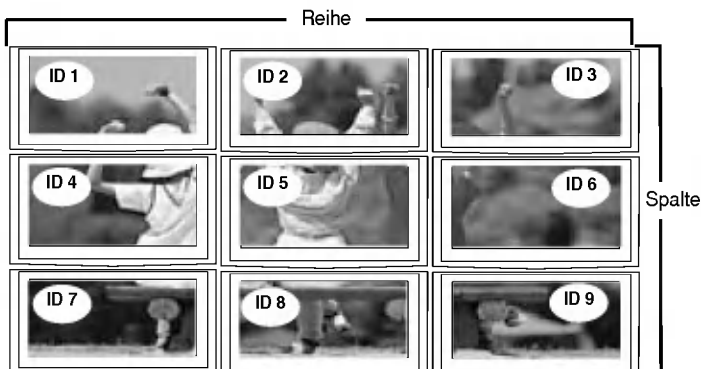 Reihe
ID 1
ID 2
ID 3
ID 4
ID 5
ID 6
Spalte
ID 7
ID 8
ID 9